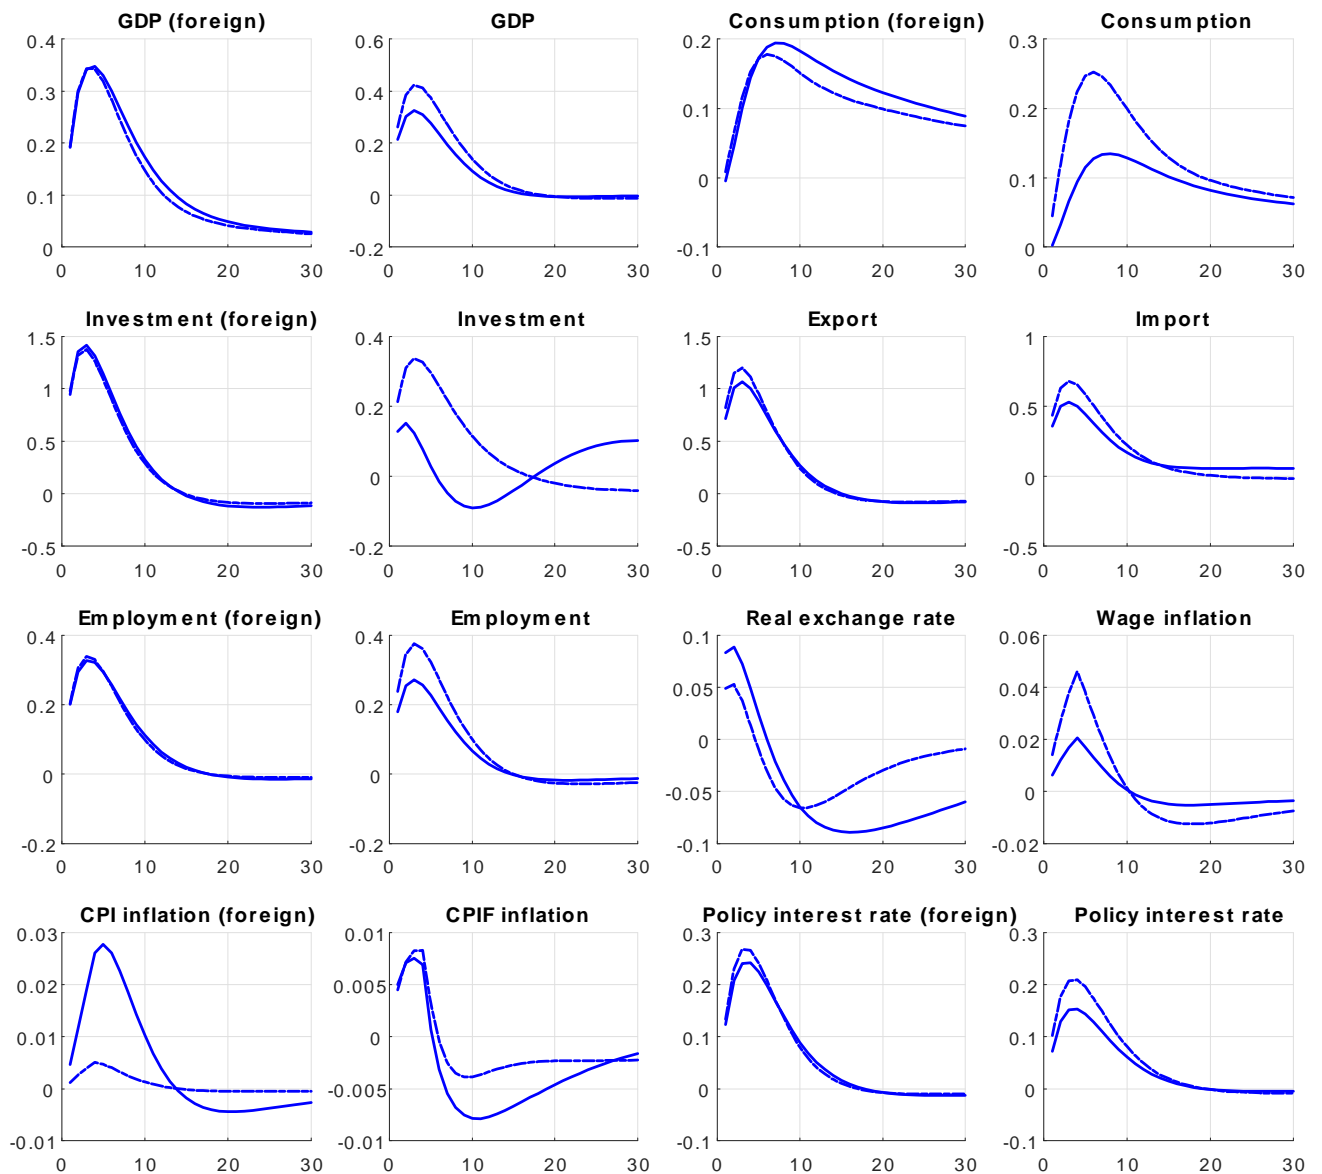 GDP (foreign) GDP Consumption (foreign) Consumption
0.4 0.6 0.2 0.3
0.3 0.4 0.1 0.2
0.2 0.2 0 0.1
0.1 0 -0.1 0
0 -0.2
0 10 20 30 0 10 20 30 0 10 20 30 0 10 20 30
Investment (foreign) Investment Export Import
1.5 0.4 1.5 1
1 0.2 1 0.5
0.5 0 0.5 0
0 -0.2 0 -0.5
-0.5 -0.5
0 10 20 30 0 10 20 30 0 10 20 30 0 10 20 30
Employment (foreign) Employment Real exchange rate Wage inflation
0.4 0.4 0.1 0.06
0.2 0.2 0.05 0.04
0 0 0 0.02
-0.2 -0.2 -0.05 0
-0.1 -0.02
0 10 20 30 0 10 20 30 0 10 20 30 0 10 20 30
CPI inflation (foreign) CPIF inflation Policy interest rate (foreign) Policy interest rate
0.03 0.01 0.3 0.3
0.02 0.005 0.2 0.2
0.01 0 0.1 0.1
0 -0.005 0 0
-0.01 -0.01 -0.1 -0.1
0 10 20 30 0 10 20 30 0 10 20 30 0 10 20 30